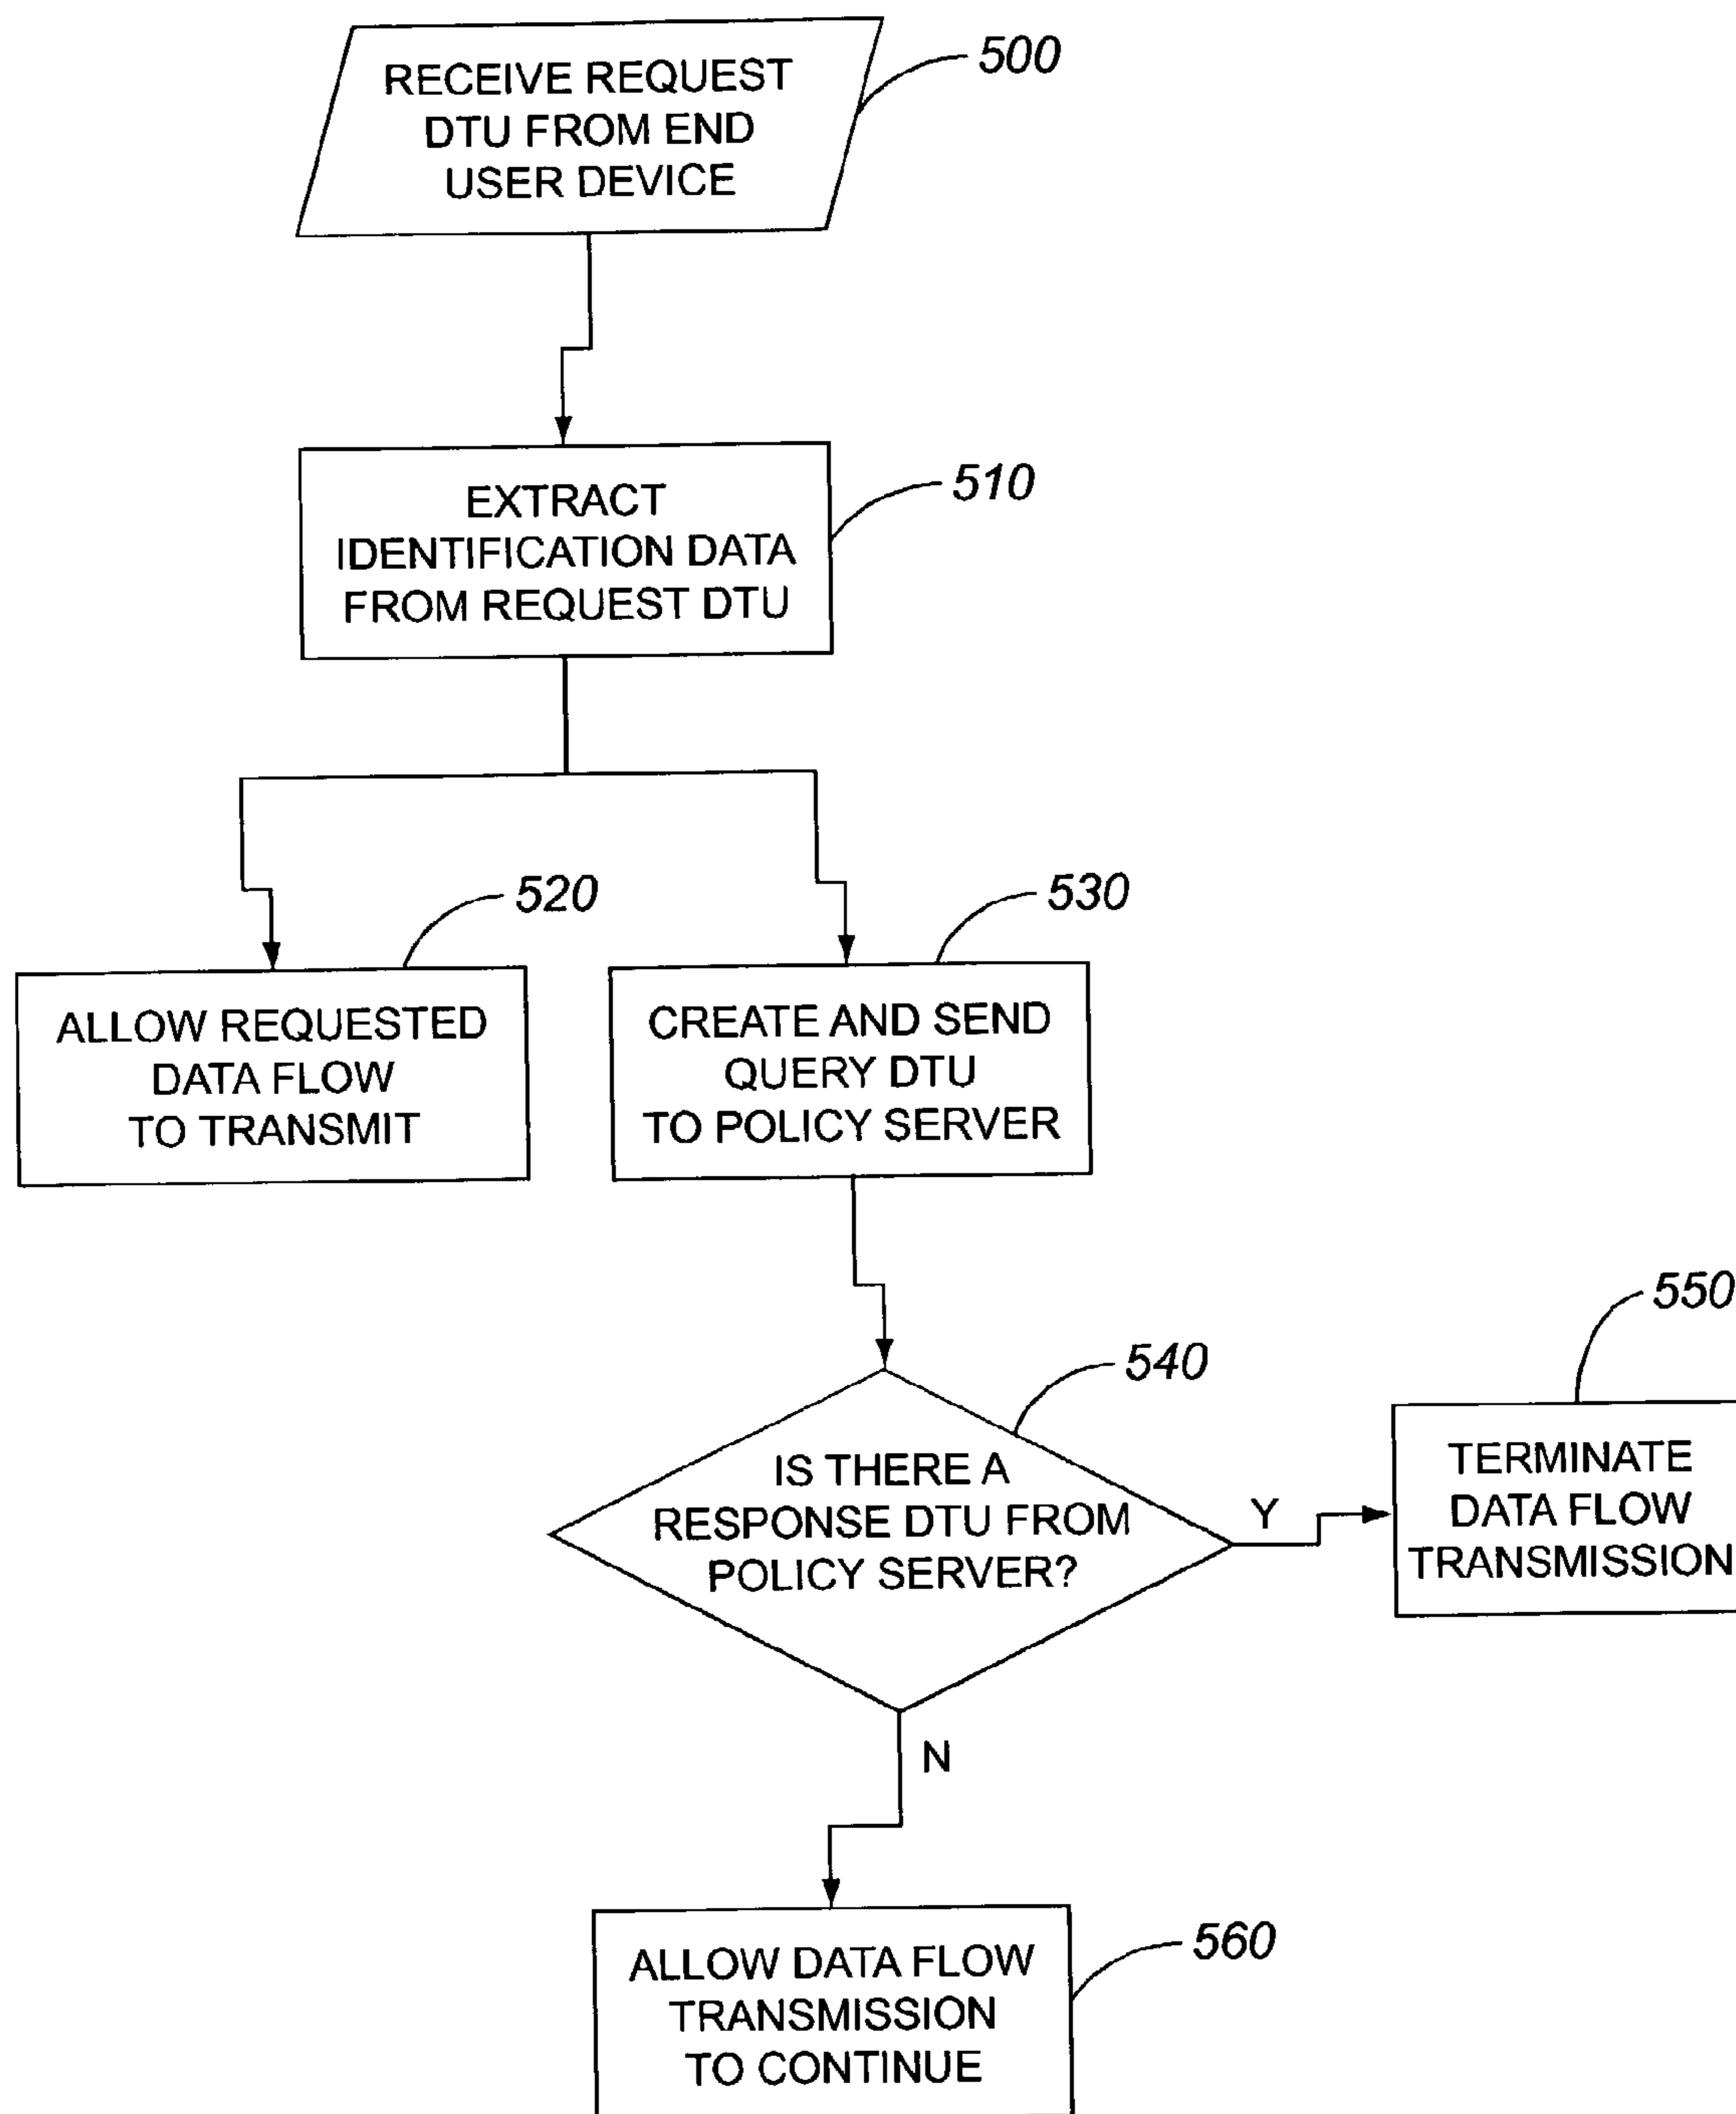 RECEIVE REQUEST
DTU FROM END
USER DEVICE
500
EXTRACT
IDENTIFICATION DATA
FROM REQUEST DTU
510
520
530
ALLOW REQUESTED
DATA FLOW
TO TRANSMIT
CREATE AND SEND
QUERY DTU
TO POLICY SERVER
540
550
IS THERE A
RESPONSE DTU FROM
POLICY SERVER?
Y
TERMINATE
DATA FLOW
TRANSMISSION
N
ALLOW DATA FLOW
TRANSMISSION
TO CONTINUE
560